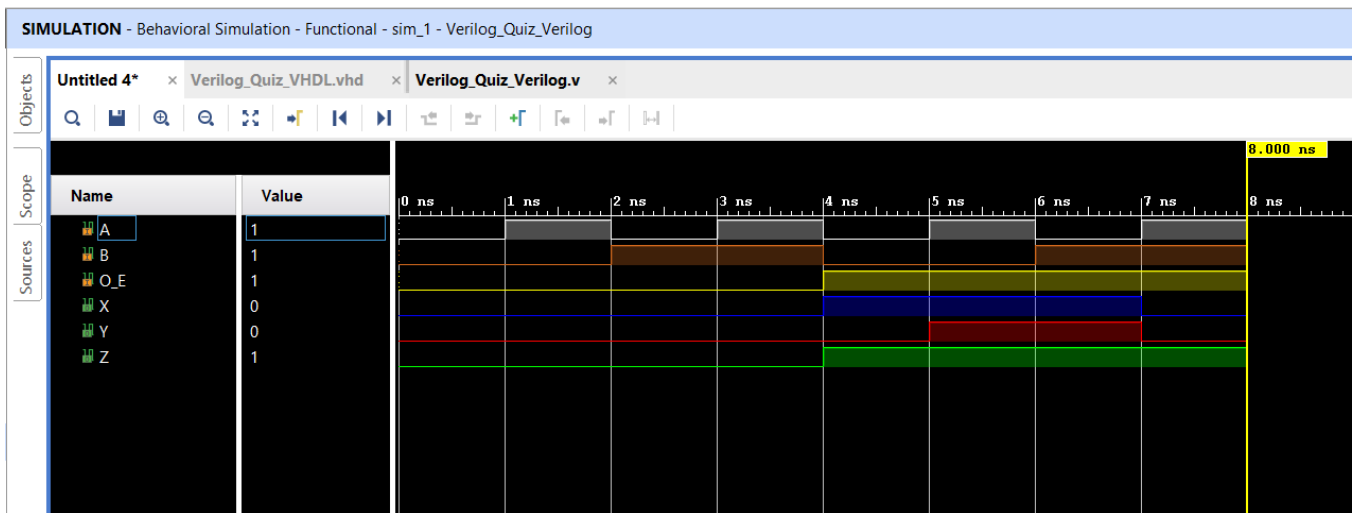 SIMULATION - Behavioral Simulation - Functional - sim_1 - Verilog_Quiz_Verilog
Objects
Scope
Sources
Untitled 4* × Verilog_Quiz_VHDL.vhd × Verilog_Quiz_Verilog.v ×
8.000 ns
Name Value
0 ns 1 ns 2 ns 3 ns 4 ns 5 ns 6 ns 7 ns 8 ns
A 1
B 1
O_E 1
X 0
Y 0
Z 1